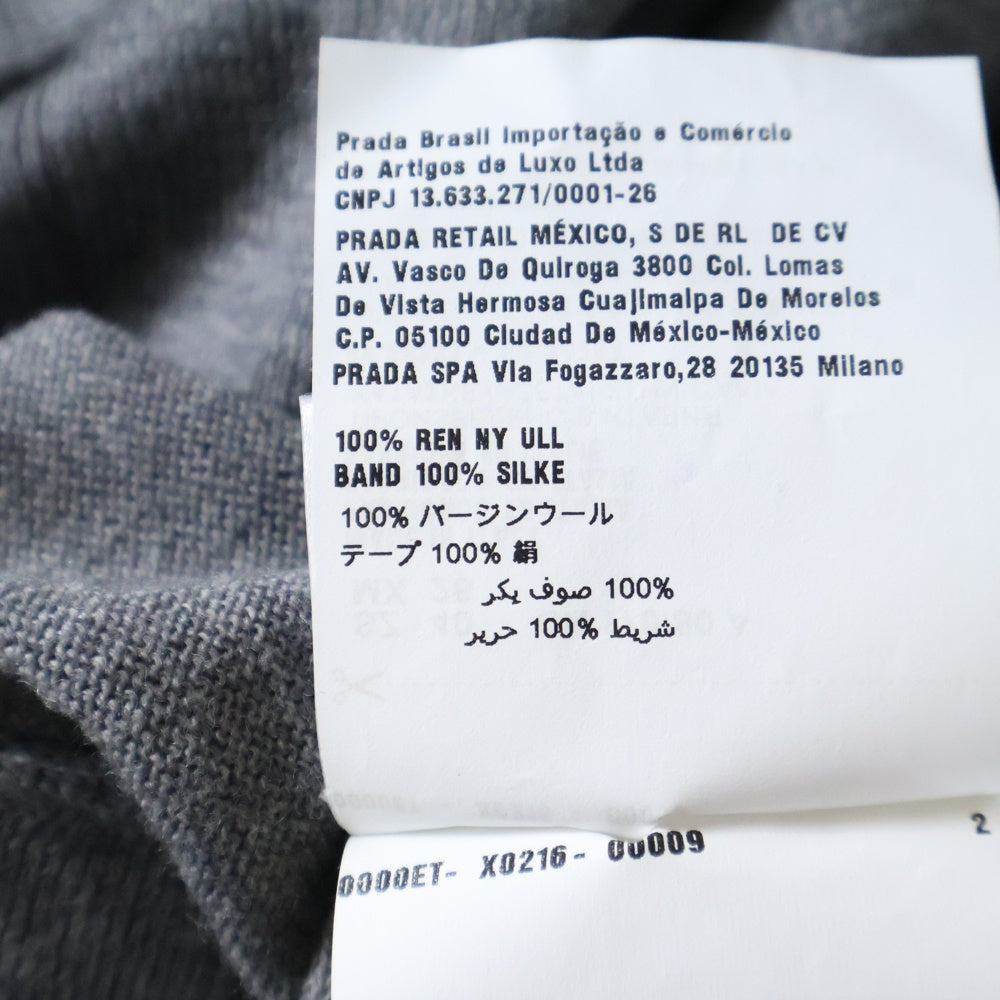 Prada Brasil Importação e Comércio
de Artigos de Luxo Ltda
CNPJ 13.633.271/0001-26
PRADA RETAIL MÉXICO, S DE RL DE CV
AV. Vasco De Quiroga 3800 Col. Lomas
De Vista Hermosa Cuajimalpa De Morelos
C.P. 05100 Ciudad De México-México
PRADA SPA Via Fogazzaro,28 20135 Milano
100% REN NY ULL
BAND 100% SILKE
100% バージンウール
テープ 100% 絹
100% صوف بكر
شريط 100% حرير
0000ET- X0216- 00009
2